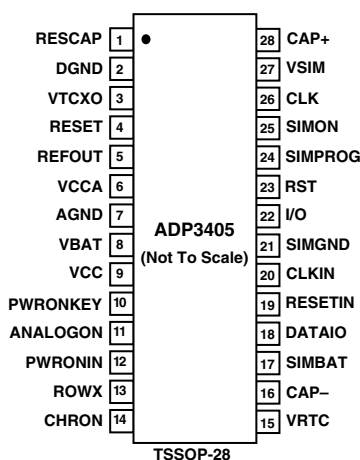 RESCAP 1 28 CAP+
DGND 2 27 VSIM
VTCXO 3 26 CLK
RESET 4 25 SIMON
REFOUT 5 24 SIMPROG
VCCA 6 23 RST
AGND 7 22 I/O
ADP3405
VBAT 8 21 SIMGND
(Not To Scale)
VCC 9 20 CLKIN
PWRONKEY 10 19 RESETIN
ANALOGON 11 18 DATAIO
PWRONIN 12 17 SIMBAT
ROWX 13 16 CAP–
CHRON 14 15 VRTC
TSSOP-28